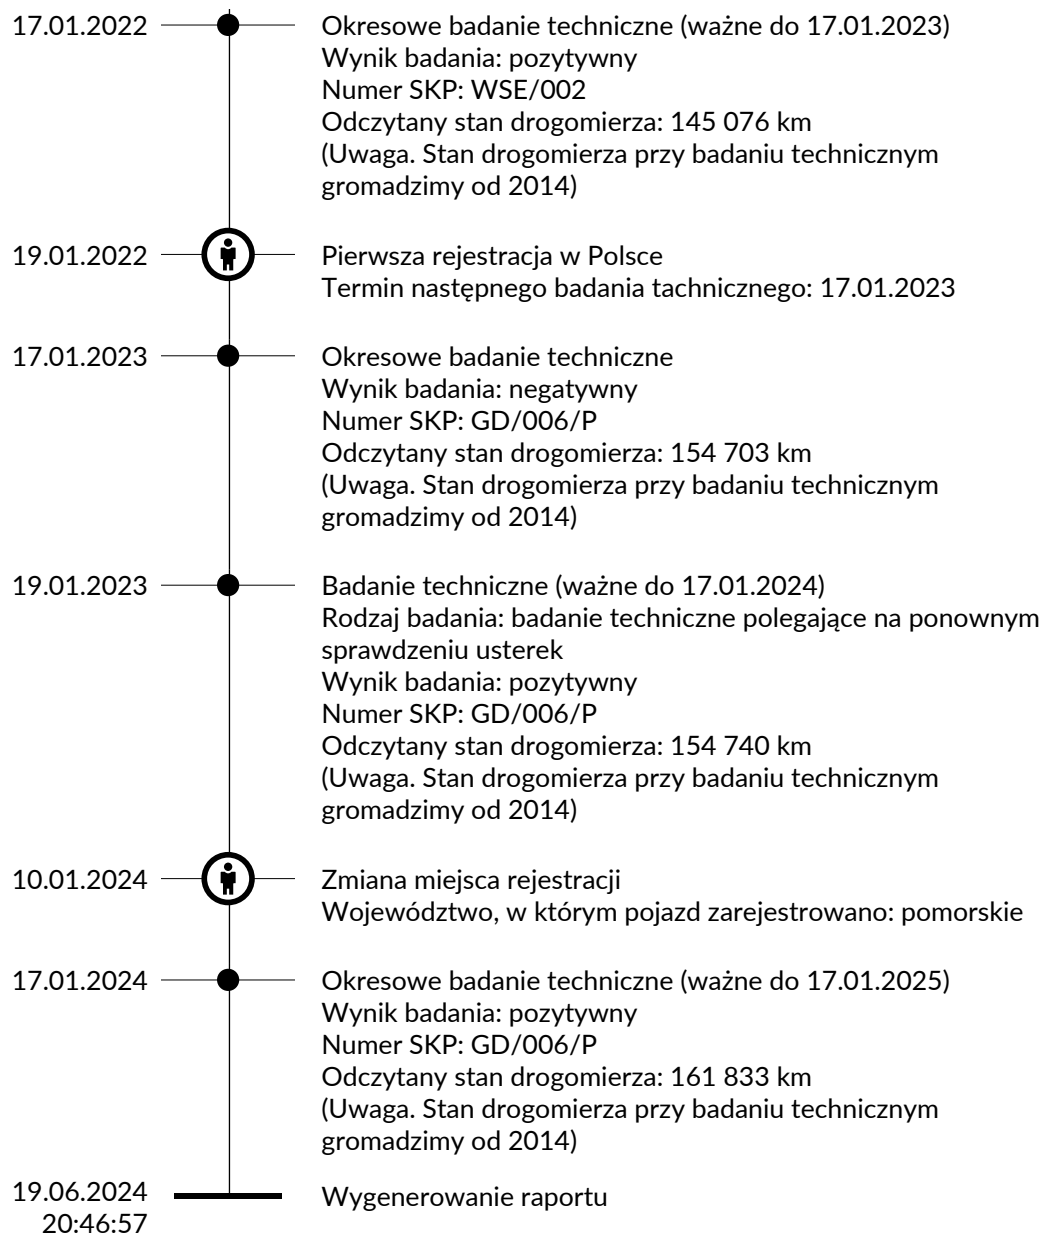 17.01.2022
Okresowe badanie techniczne (ważne do 17.01.2023)
Wynik badania: pozytywny
Numer SKP: WSE/002
Odczytany stan drogomierza: 145 076 km
(Uwaga. Stan drogomierza przy badaniu technicznym
gromadzimy od 2014)
19.01.2022
Pierwsza rejestracja w Polsce
Termin następnego badania tachnicznego: 17.01.2023
17.01.2023
Okresowe badanie techniczne
Wynik badania: negatywny
Numer SKP: GD/006/P
Odczytany stan drogomierza: 154 703 km
(Uwaga. Stan drogomierza przy badaniu technicznym
gromadzimy od 2014)
19.01.2023
Badanie techniczne (ważne do 17.01.2024)
Rodzaj badania: badanie techniczne polegające na ponownym
sprawdzeniu usterek
Wynik badania: pozytywny
Numer SKP: GD/006/P
Odczytany stan drogomierza: 154 740 km
(Uwaga. Stan drogomierza przy badaniu technicznym
gromadzimy od 2014)
10.01.2024
Zmiana miejsca rejestracji
Województwo, w którym pojazd zarejestrowano: pomorskie
17.01.2024
Okresowe badanie techniczne (ważne do 17.01.2025)
Wynik badania: pozytywny
Numer SKP: GD/006/P
Odczytany stan drogomierza: 161 833 km
(Uwaga. Stan drogomierza przy badaniu technicznym
gromadzimy od 2014)
19.06.2024
20:46:57
Wygenerowanie raportu